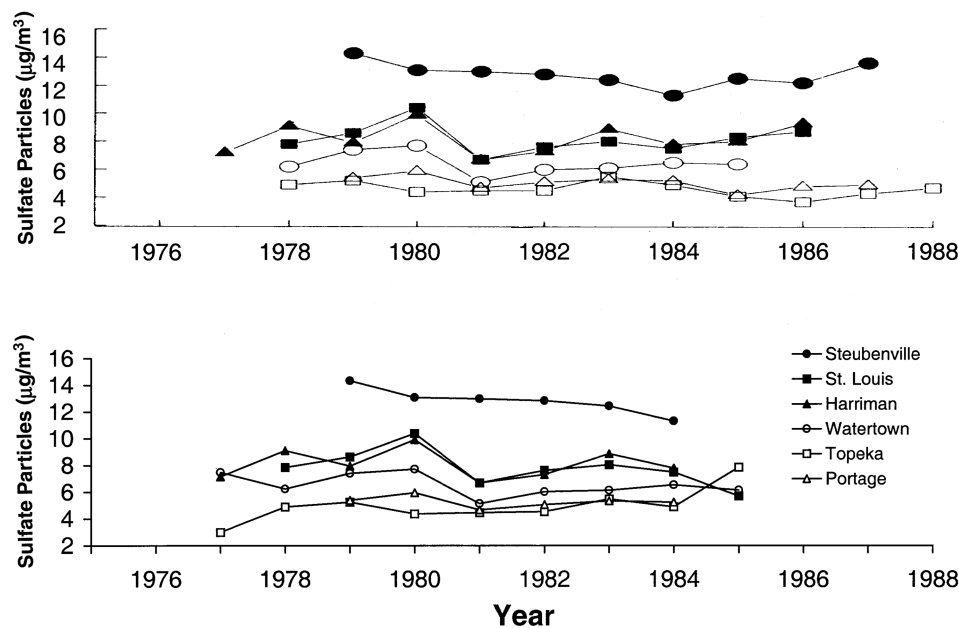 Sulfate Particles (µg/m³)
16
14
12
10
8
6
4
2
1976 1978 1980 1982 1984 1986 1988
Sulfate Particles (µg/m³)
16
14
12
10
8
6
4
2
1976 1978 1980 1982 1984 1986 1988
Year
Steubenville
St. Louis
Harriman
Watertown
Topeka
Portage